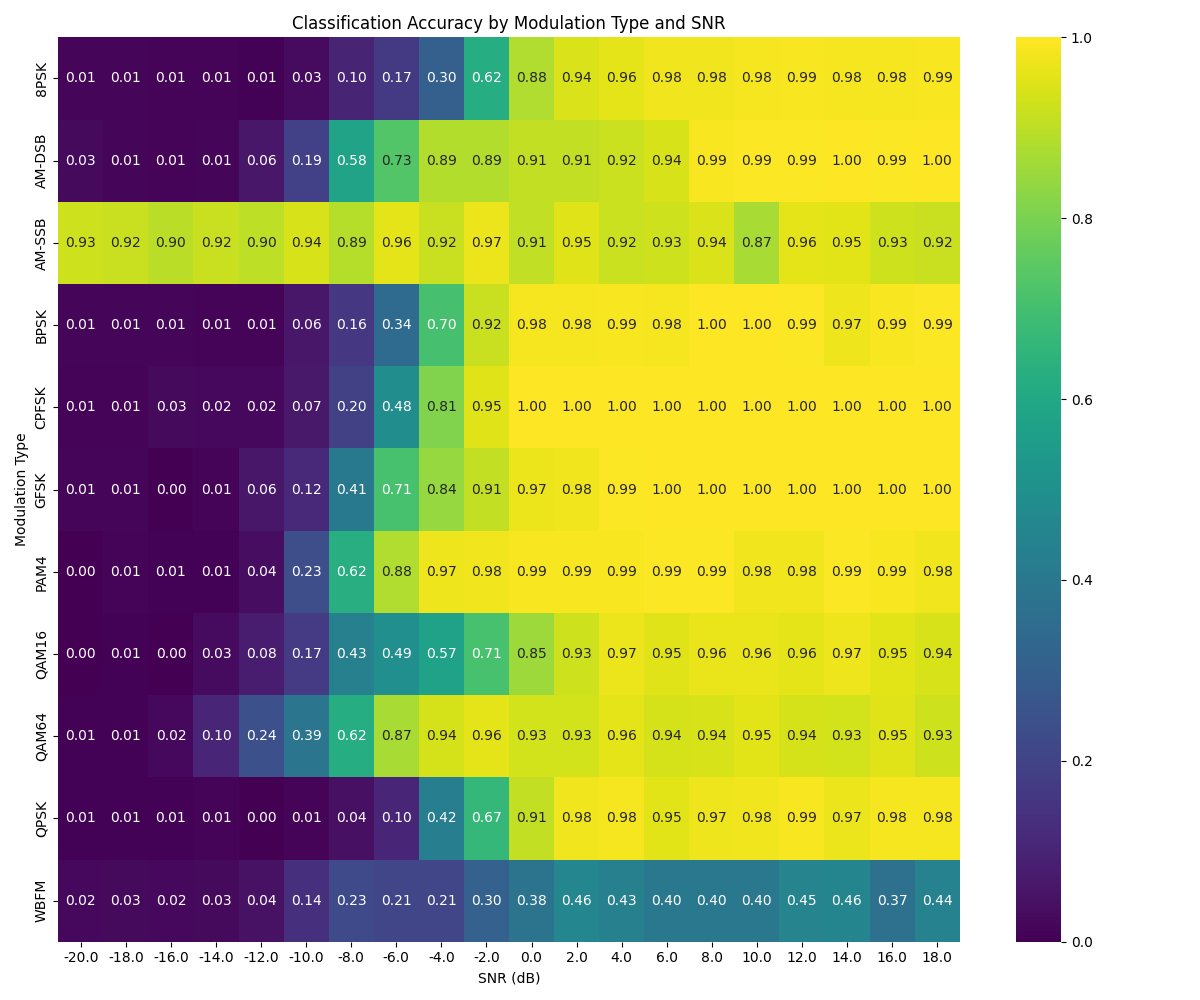 Classification Accuracy by Modulation Type and SNR
Modulation Type
8PSK 0.01 0.01 0.01 0.01 0.01 0.03 0.10 0.17 0.30 0.62 0.88 0.94 0.96 0.98 0.98 0.98 0.99 0.98 0.98 0.99
AM-DSB 0.03 0.01 0.01 0.01 0.06 0.19 0.58 0.73 0.89 0.89 0.91 0.91 0.92 0.94 0.99 0.99 0.99 1.00 0.99 1.00
AM-SSB 0.93 0.92 0.90 0.92 0.90 0.94 0.89 0.96 0.92 0.97 0.91 0.95 0.92 0.93 0.94 0.87 0.96 0.95 0.93 0.92
BPSK 0.01 0.01 0.01 0.01 0.01 0.06 0.16 0.34 0.70 0.92 0.98 0.98 0.99 0.98 1.00 1.00 0.99 0.97 0.99 0.99
CPFSK 0.01 0.01 0.03 0.02 0.02 0.07 0.20 0.48 0.81 0.95 1.00 1.00 1.00 1.00 1.00 1.00 1.00 1.00 1.00 1.00
GFSK 0.01 0.01 0.00 0.01 0.06 0.12 0.41 0.71 0.84 0.91 0.97 0.98 0.99 1.00 1.00 1.00 1.00 1.00 1.00 1.00
PAM4 0.00 0.01 0.01 0.01 0.04 0.23 0.62 0.88 0.97 0.98 0.99 0.99 0.99 0.99 0.99 0.98 0.98 0.99 0.99 0.98
QAM16 0.00 0.01 0.00 0.03 0.08 0.17 0.43 0.49 0.57 0.71 0.85 0.93 0.97 0.95 0.96 0.96 0.96 0.97 0.95 0.94
QAM64 0.01 0.01 0.02 0.10 0.24 0.39 0.62 0.87 0.94 0.96 0.93 0.93 0.96 0.94 0.94 0.95 0.94 0.93 0.95 0.93
QPSK 0.01 0.01 0.01 0.01 0.00 0.01 0.04 0.10 0.42 0.67 0.91 0.98 0.98 0.95 0.97 0.98 0.99 0.97 0.98 0.98
WBFM 0.02 0.03 0.02 0.03 0.04 0.14 0.23 0.21 0.21 0.30 0.38 0.46 0.43 0.40 0.40 0.40 0.45 0.46 0.37 0.44
-20.0 -18.0 -16.0 -14.0 -12.0 -10.0 -8.0 -6.0 -4.0 -2.0 0.0 2.0 4.0 6.0 8.0 10.0 12.0 14.0 16.0 18.0
SNR (dB)
1.0
0.8
0.6
0.4
0.2
0.0